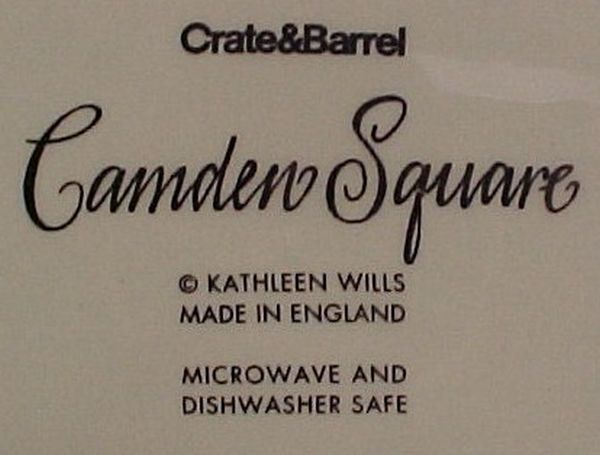 Crate&Barrel
Camden Square
© KATHLEEN WILLS
MADE IN ENGLAND
MICROWAVE AND
DISHWASHER SAFE